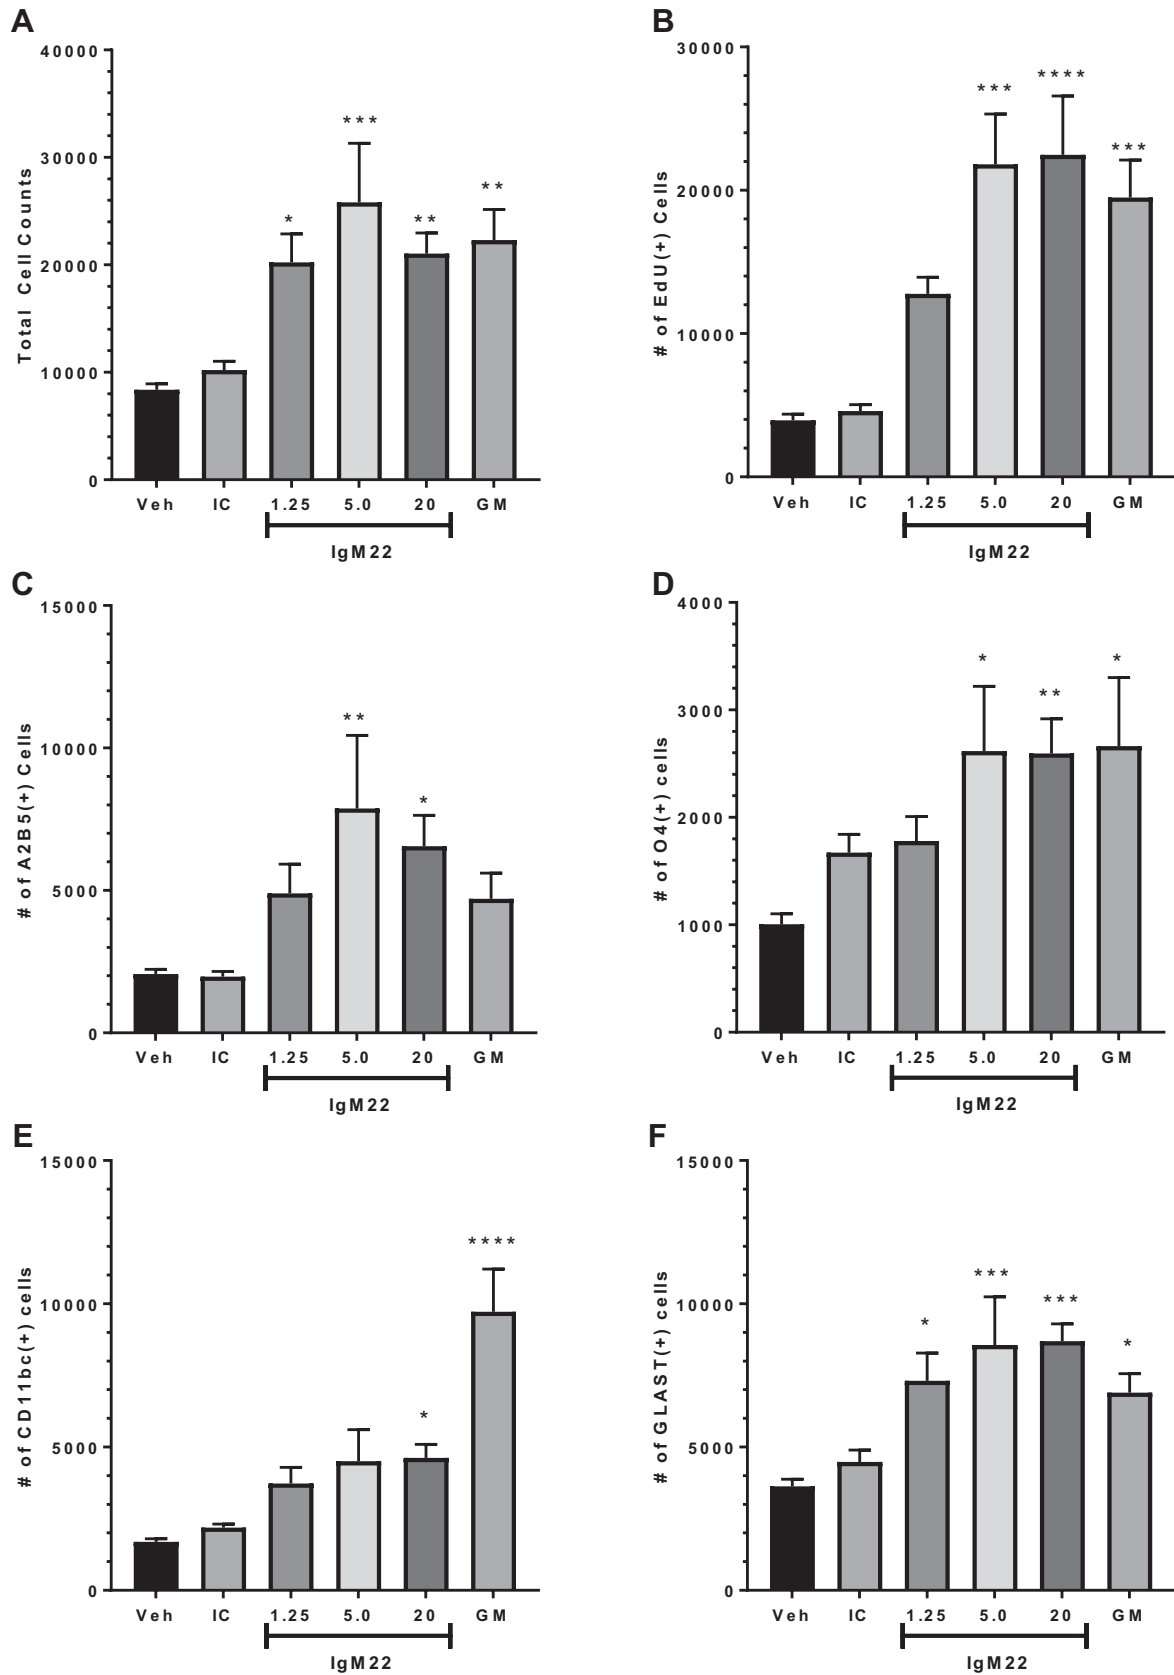 A
Total Cell Counts
40000
30000
20000
10000
0
* *** ** **
Veh IC 1.25 5.0 20 GM
IgM22
B
# of EdU(+) Cells
30000
20000
10000
0
*** **** ***
Veh IC 1.25 5.0 20 GM
IgM22
C
# of A2B5(+) Cells
15000
10000
5000
0
** *
Veh IC 1.25 5.0 20 GM
IgM22
D
# of O4(+) cells
4000
3000
2000
1000
0
* ** *
Veh IC 1.25 5.0 20 GM
IgM22
E
# of CD11bc(+) cells
15000
10000
5000
0
* ****
Veh IC 1.25 5.0 20 GM
IgM22
F
# of GLAST(+) cells
15000
10000
5000
0
* *** *** *
Veh IC 1.25 5.0 20 GM
IgM22